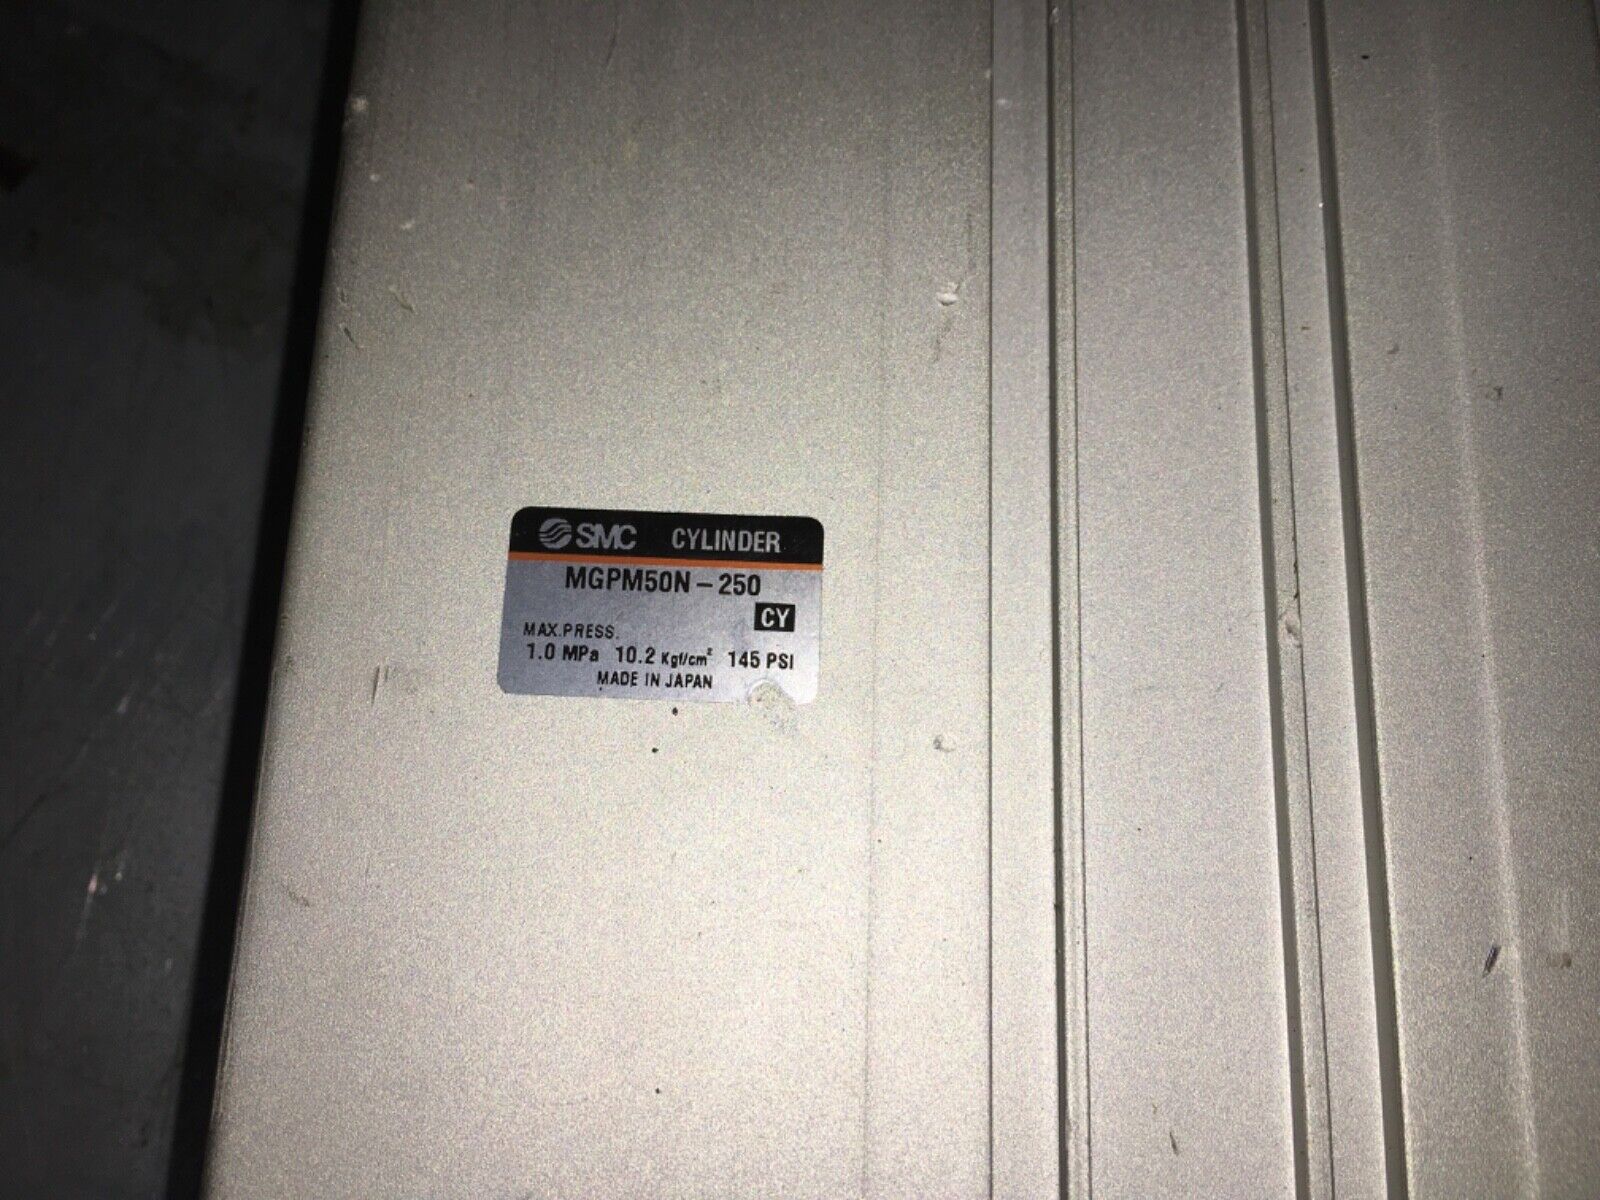 SMC CYLINDER
MGPM50N-250
CY
MAX.PRESS.
1.0 MPa 10.2 Kgf/cm² 145 PSI
MADE IN JAPAN